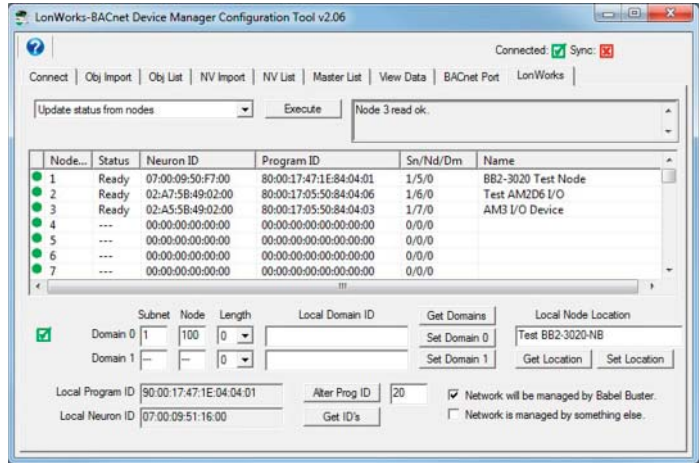 LonWorks-BACnet Device Manager Configuration Tool v2.06
Connected: Sync:
Connect Obj Import Obj List NV Import NV List Master List View Data BACnet Port LonWorks
Update status from nodes Execute Node 3 read ok.
Node... Status Neuron ID Program ID Sn/Nd/Dm Name
1 Ready 07:00:09:50:F7:00 80:00:17:47:1E:84:04:01 1/5/0 BB2-3020 Test Node
2 Ready 02:A7:5B:49:02:00 80:00:17:05:50:84:04:06 1/6/0 Test AM2D6 I/O
3 Ready 02:A5:5B:49:02:00 80:00:17:05:50:84:04:03 1/7/0 AM3 I/O Device
4 --- 00:00:00:00:00:00 00:00:00:00:00:00:00:00 0/0/0
5 --- 00:00:00:00:00:00 00:00:00:00:00:00:00:00 0/0/0
6 --- 00:00:00:00:00:00 00:00:00:00:00:00:00:00 0/0/0
7 --- 00:00:00:00:00:00 00:00:00:00:00:00:00:00 0/0/0
Subnet Node Length Local Domain ID Get Domains Local Node Location
Domain 0 1 100 0 Set Domain 0 Test BB2-3020-NB
Domain 1 --- --- 0 Set Domain 1 Get Location Set Location
Local Program ID 90:00:17:47:1E:04:04:01 Alter Prog ID 20 Network will be managed by Babel Buster.
Local Neuron ID 07:00:09:51:16:00 Get ID's Network is managed by something else.